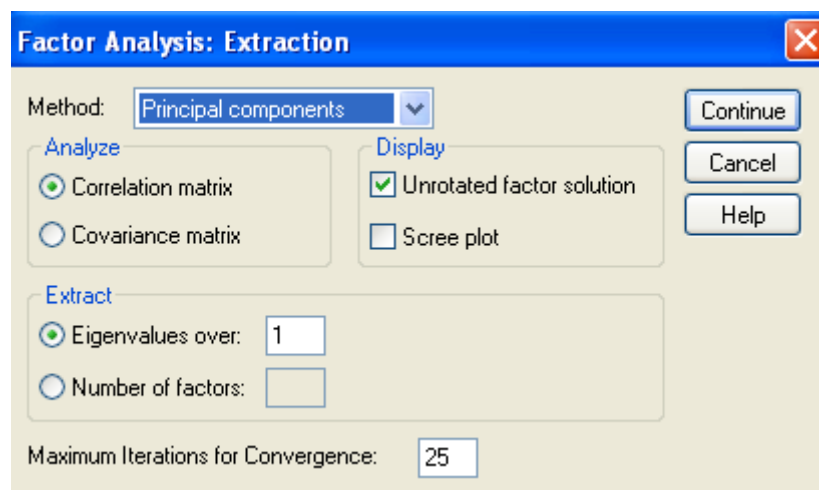 Factor Analysis: Extraction
Method: Principal components
Continue
Analyze
Correlation matrix
Covariance matrix
Display
Unrotated factor solution
Scree plot
Cancel
Help
Extract
Eigenvalues over: 1
Number of factors:
Maximum Iterations for Convergence: 25